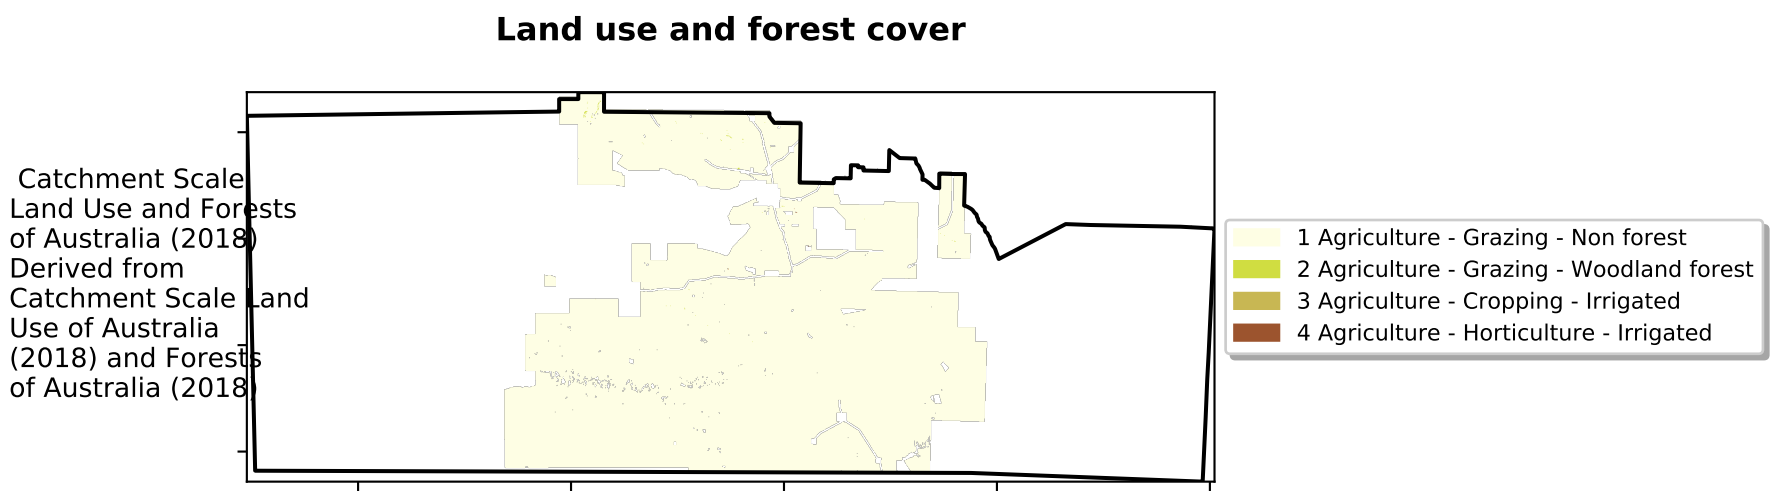 Land use and forest cover
Catchment Scale
Land Use and Forests
of Australia (2018)
Derived from
Catchment Scale Land
Use of Australia
(2018) and Forests
of Australia (2018)
1 Agriculture - Grazing - Non forest
2 Agriculture - Grazing - Woodland forest
3 Agriculture - Cropping - Irrigated
4 Agriculture - Horticulture - Irrigated